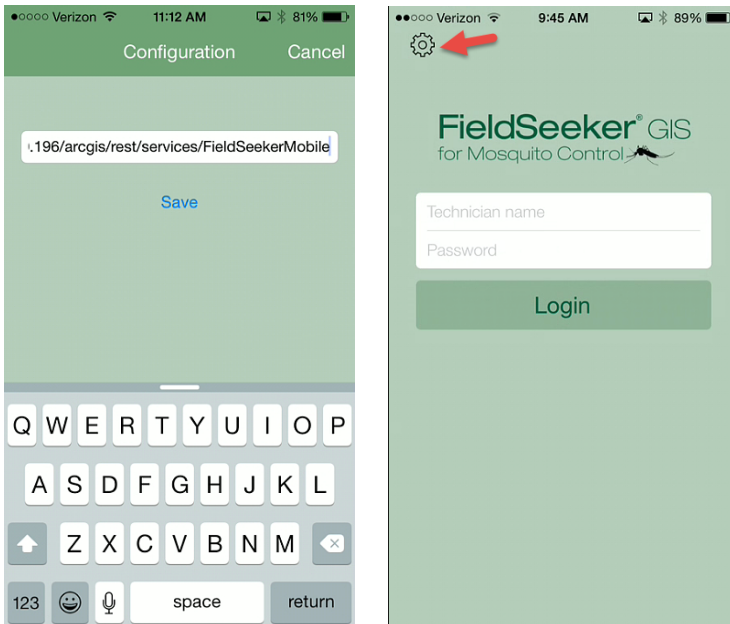 Verizon 11:12 AM 81%
Configuration Cancel
.196/arcgis/rest/services/FieldSeekerMobile
Save
Q W E R T Y U I O P
A S D F G H J K L
Z X C V B N M
123 space return
Verizon 9:45 AM 89%
FieldSeeker® GIS
for Mosquito Control
Technician name
Password
Login